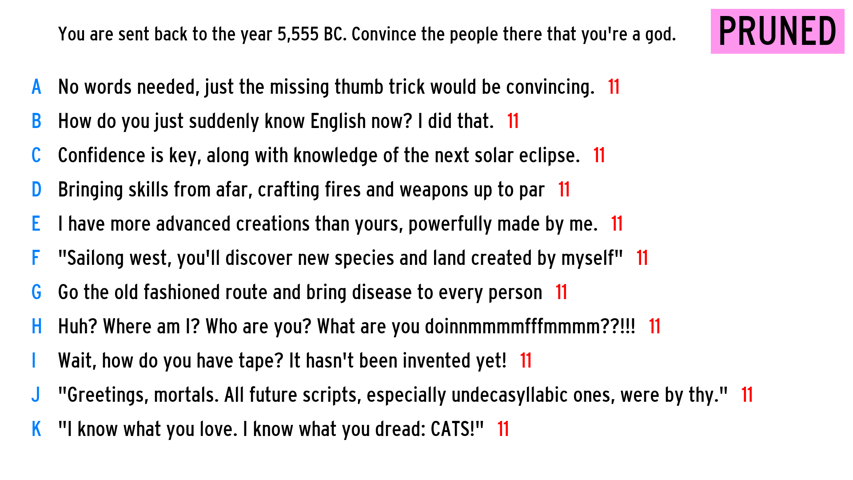 You are sent back to the year 5,555 BC. Convince the people there that you're a god.
PRUNED
A No words needed, just the missing thumb trick would be convincing. 11
B How do you just suddenly know English now? I did that. 11
C Confidence is key, along with knowledge of the next solar eclipse. 11
D Bringing skills from afar, crafting fires and weapons up to par 11
E I have more advanced creations than yours, powerfully made by me. 11
F "Sailong west, you'll discover new species and land created by myself" 11
G Go the old fashioned route and bring disease to every person 11
H Huh? Where am I? Who are you? What are you doinnmmmmfffmmmm??!!! 11
I Wait, how do you have tape? It hasn't been invented yet! 11
J "Greetings, mortals. All future scripts, especially undecasyllabic ones, were by thy." 11
K "I know what you love. I know what you dread: CATS!" 11